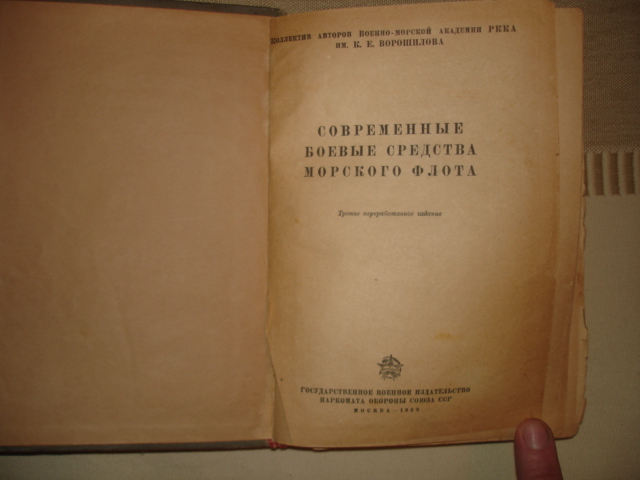 КОЛЛЕКТИВ АВТОРОВ ВОЕННО-МОРСКОЙ АКАДЕМИИ РККА
ИМ. К. Е. ВОРОШИЛОВА
СОВРЕМЕННЫЕ
БОЕВЫЕ СРЕДСТВА
МОРСКОГО ФЛОТА
Третье переработанное издание
ГОСУДАРСТВЕННОЕ ВОЕННОЕ ИЗДАТЕЛЬСТВО
НАРКОМАТА ОБОРОНЫ СОЮЗА ССР
МОСКВА